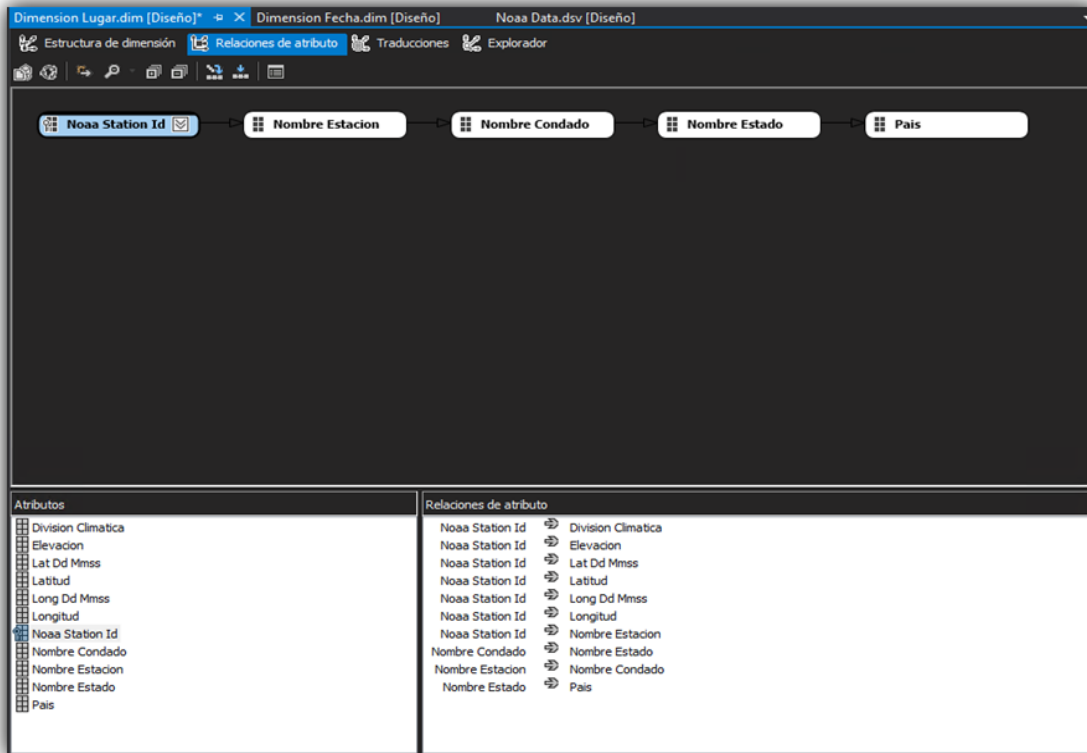 Dimension Lugar.dim [Diseño]* Dimension Fecha.dim [Diseño] Noaa Data.dsv [Diseño]
Estructura de dimensión Relaciones de atributo Traducciones Explorador
Noaa Station Id Nombre Estacion Nombre Condado Nombre Estado Pais
Atributos
Division Climatica
Elevacion
Lat Dd Mmss
Latitud
Long Dd Mmss
Longitud
Noaa Station Id
Nombre Condado
Nombre Estacion
Nombre Estado
Pais
Relaciones de atributo
Noaa Station Id Division Climatica
Noaa Station Id Elevacion
Noaa Station Id Lat Dd Mmss
Noaa Station Id Latitud
Noaa Station Id Long Dd Mmss
Noaa Station Id Longitud
Noaa Station Id Nombre Estacion
Nombre Condado Nombre Estado
Nombre Estacion Nombre Condado
Nombre Estado Pais